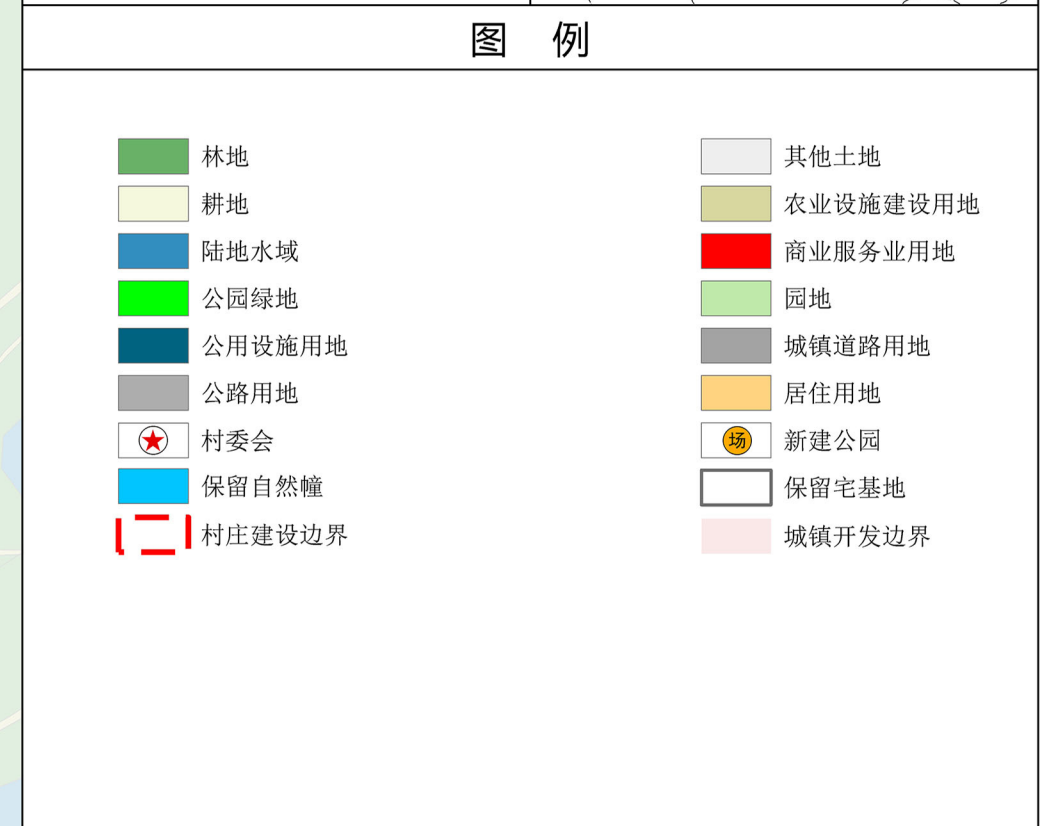 图 例
林地
其他土地
耕地
农业设施建设用地
陆地水域
商业服务业用地
公园绿地
园地
公用设施用地
城镇道路用地
公路用地
居住用地
村委会
场
新建公园
保留自然幢
保留宅基地
村庄建设边界
城镇开发边界